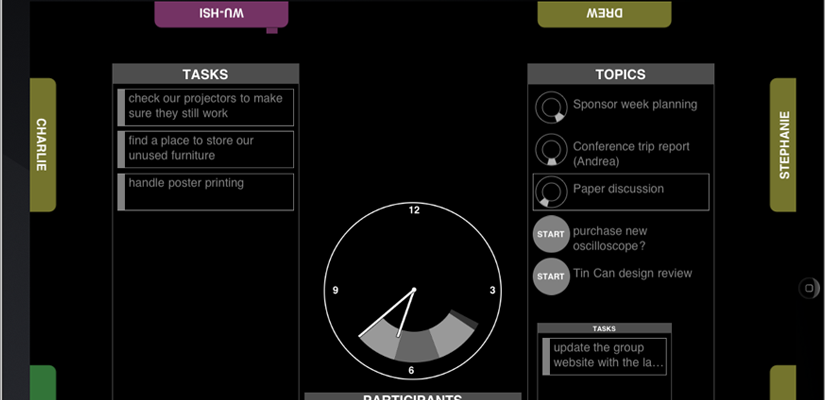 WU-HSI
DREW
CHARLIE
STEPHANIE
TASKS
check our projectors to make
sure they still work
find a place to store our
unused furniture
handle poster printing
12
9
3
6
PARTICIPANTS
TOPICS
Sponsor week planning
Conference trip report
(Andrea)
Paper discussion
START
purchase new
oscilloscope?
START
Tin Can design review
TASKS
update the group
website with the la...